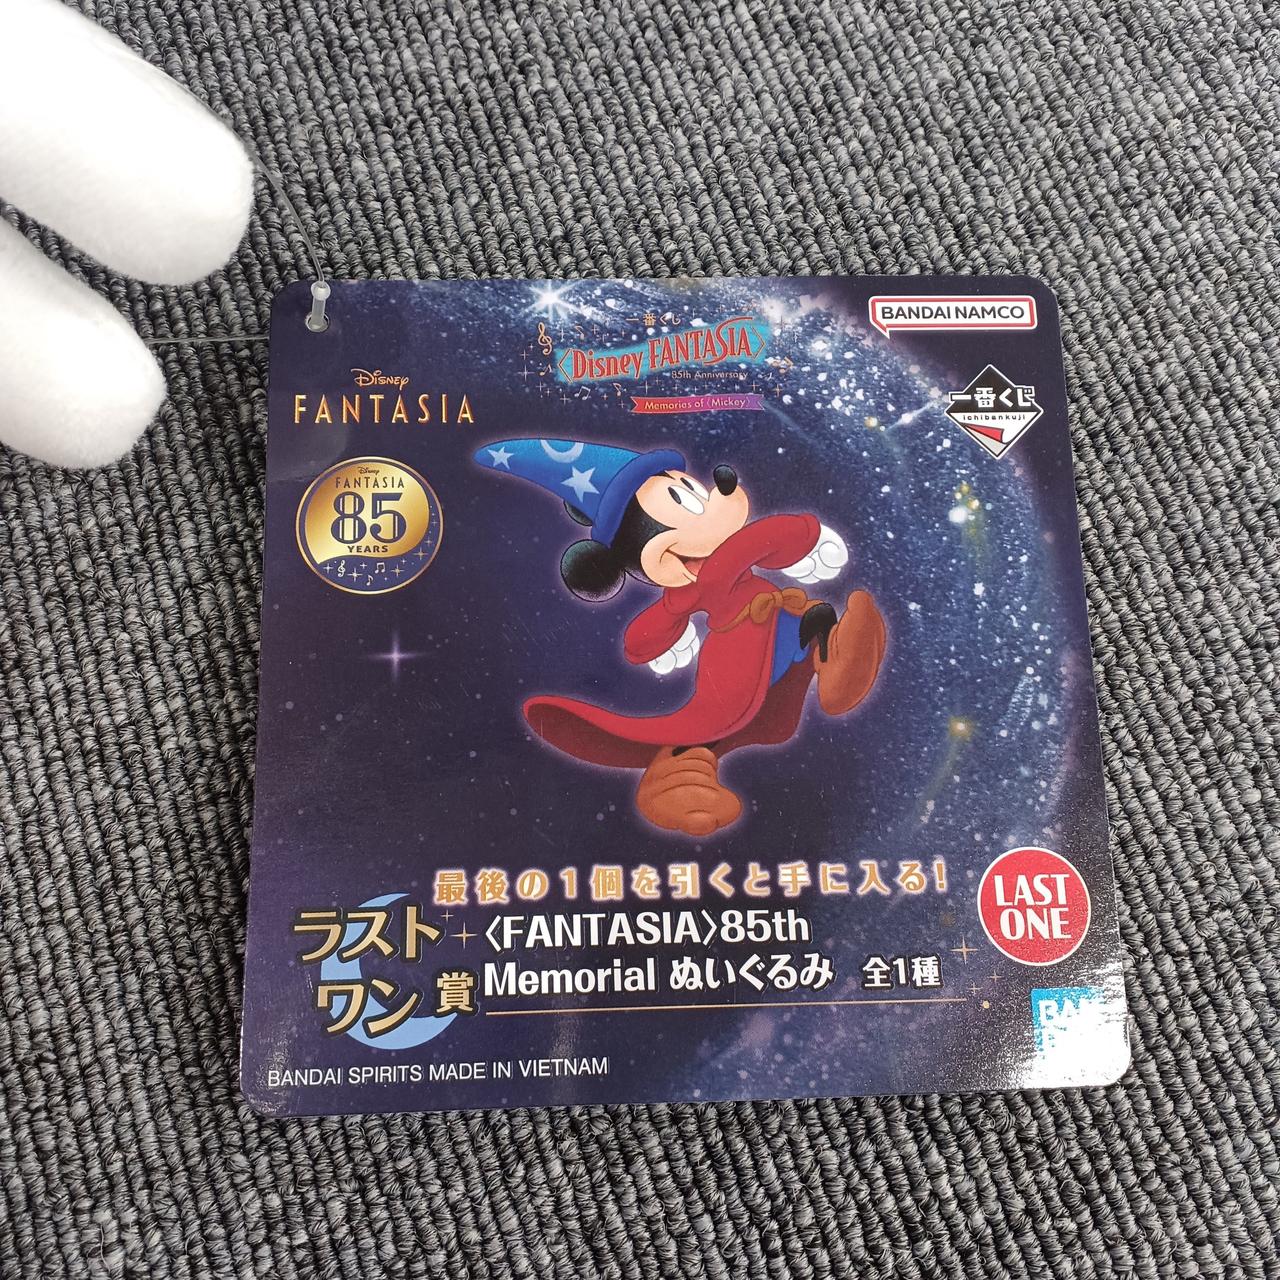 一番くじ
〈Disney FANTASIA〉
85th Anniversary
Memories of〈Mickey〉
BANDAI NAMCO
一番くじ
ichibankuji
Disney
FANTASIA
Disney
FANTASIA
85
YEARS
最後の1個を引くと手に入る!
ラスト
ワン賞
〈FANTASIA〉85th
Memorial ぬいぐるみ 全1種
LAST
ONE
BANDAI SPIRITS MADE IN VIETNAM